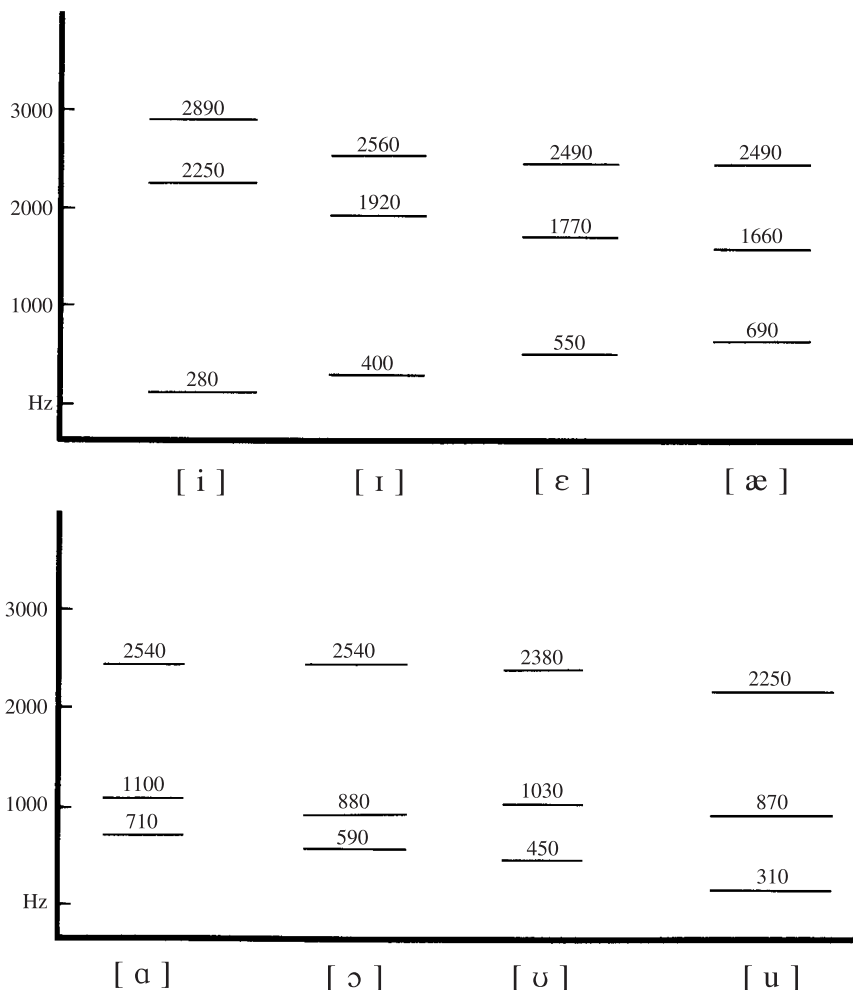 3000
2000
1000
Hz
2890 2560 2490 2490
2250 1920 1770 1660
280 400 550 690
[ i ] [ ɪ ] [ ɛ ] [ æ ]
3000
2000
1000
Hz
2540 2540 2380 2250
1100 880 1030 870
710 590 450 310
[ ɑ ] [ ɔ ] [ ʊ ] [ u ]